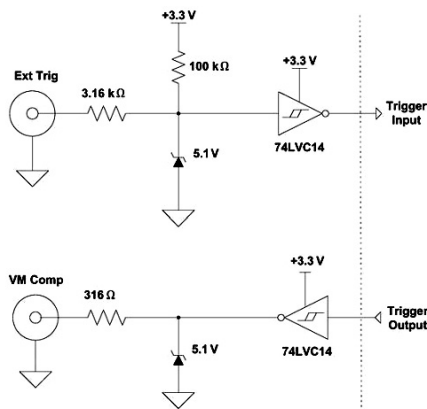 +3.3 V
100 kΩ
Ext Trig
3.16 kΩ
+3.3 V
Trigger
Input
5.1 V
74LVC14
VM Comp
316 Ω
+3.3 V
Trigger
Output
5.1 V
74LVC14